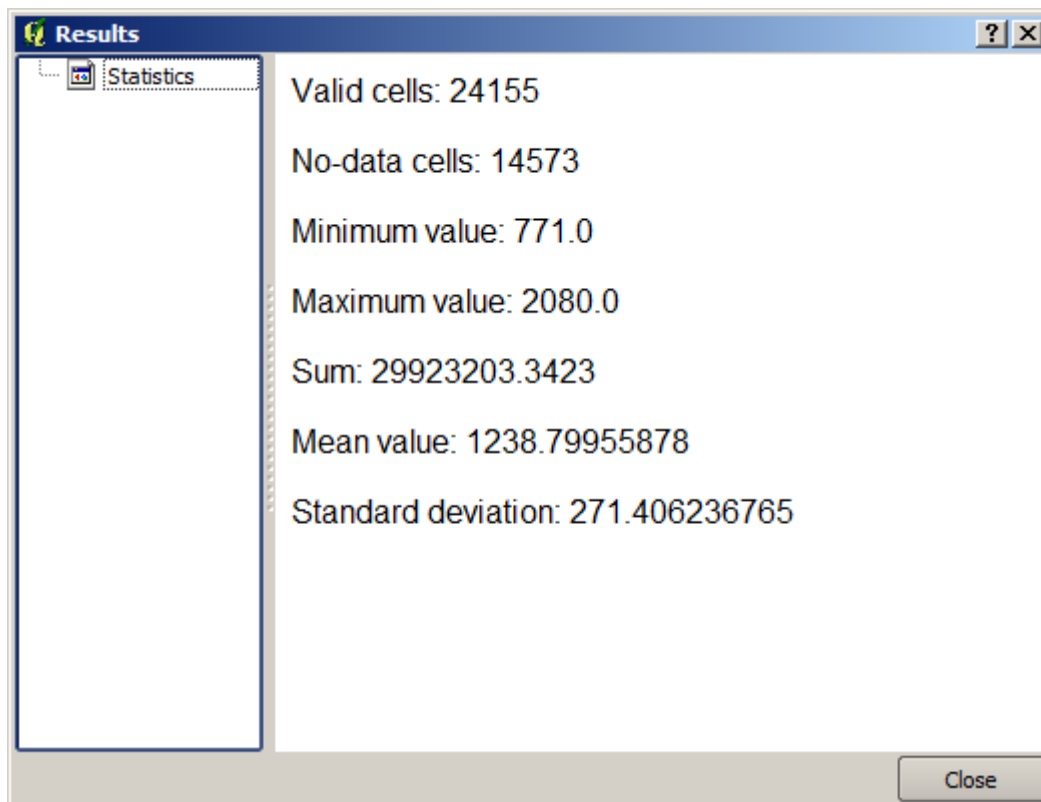 Results
Statistics
Valid cells: 24155
No-data cells: 14573
Minimum value: 771.0
Maximum value: 2080.0
Sum: 29923203.3423
Mean value: 1238.79955878
Standard deviation: 271.406236765
Close